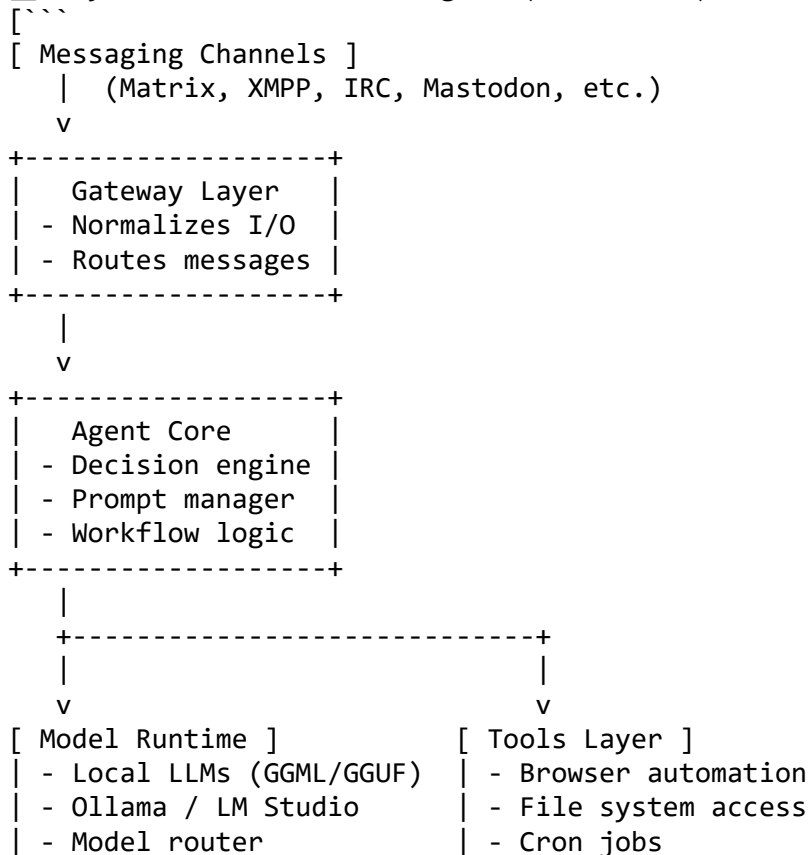 [```
[ Messaging Channels ]
   |  (Matrix, XMPP, IRC, Mastodon, etc.)
   v
+-------------------+
|   Gateway Layer   |
| - Normalizes I/O  |
| - Routes messages |
+-------------------+
   |
   v
+-------------------+
|   Agent Core      |
| - Decision engine |
| - Prompt manager  |
| - Workflow logic  |
+-------------------+
   |
   +-----------------------------+
   |                             |
   v                             v
[ Model Runtime ]           [ Tools Layer ]
| - Local LLMs (GGML/GGUF)  | - Browser automation
| - Ollama / LM Studio      | - File system access
| - Model router            | - Cron jobs